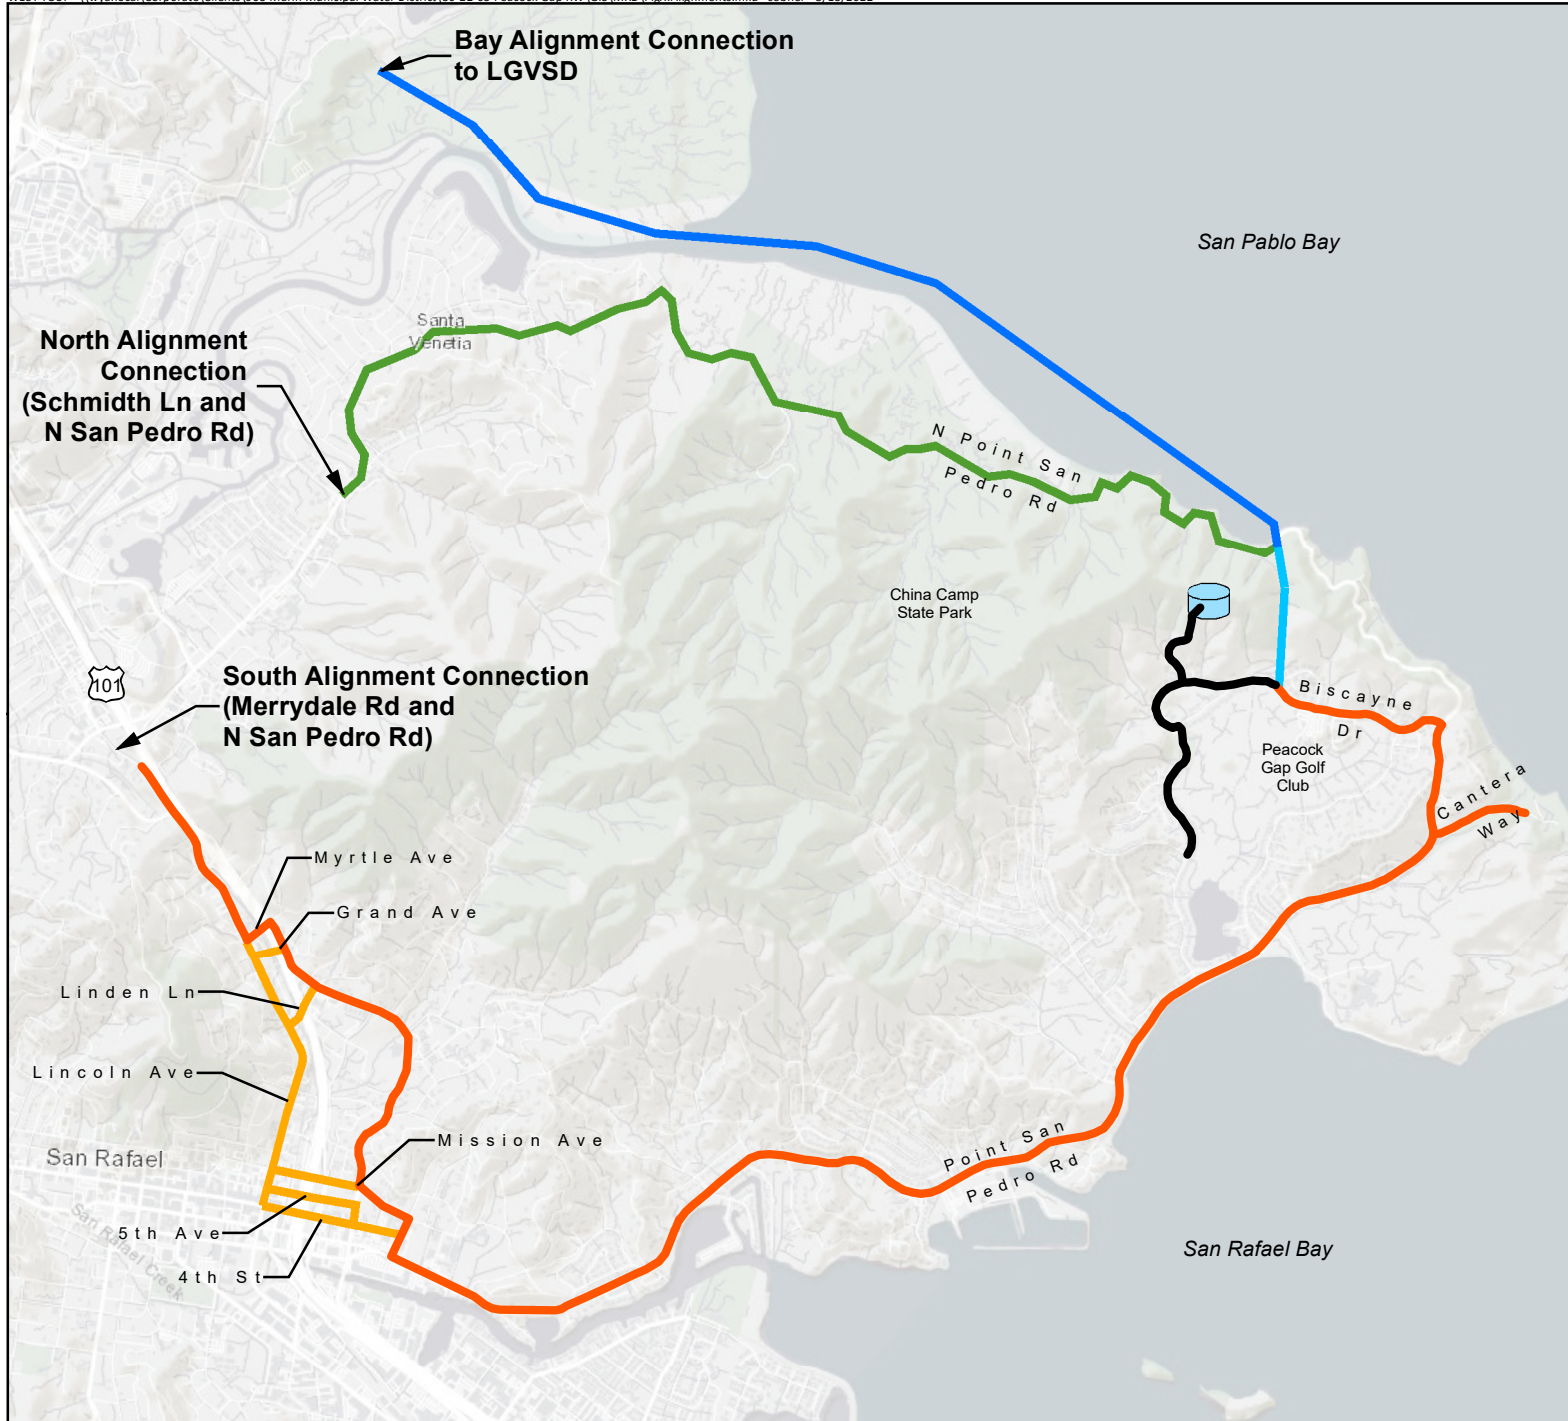 Bay Alignment Connection
to LGVSD
San Pablo Bay
Santa
Venetia
North Alignment
Connection
(Schmidth Ln and
N San Pedro Rd)
N Point San
Pedro Rd
China Camp
State Park
101
South Alignment Connection
(Merrydale Rd and
N San Pedro Rd)
Biscayne
Dr
Peacock
Gap Golf
Club
Cantera
Way
Myrtle Ave
Grand Ave
Linden Ln
Lincoln Ave
Mission Ave
Point San
Pedro Rd
San Rafael
San Rafael Creek
5th Ave
4th St
San Rafael Bay